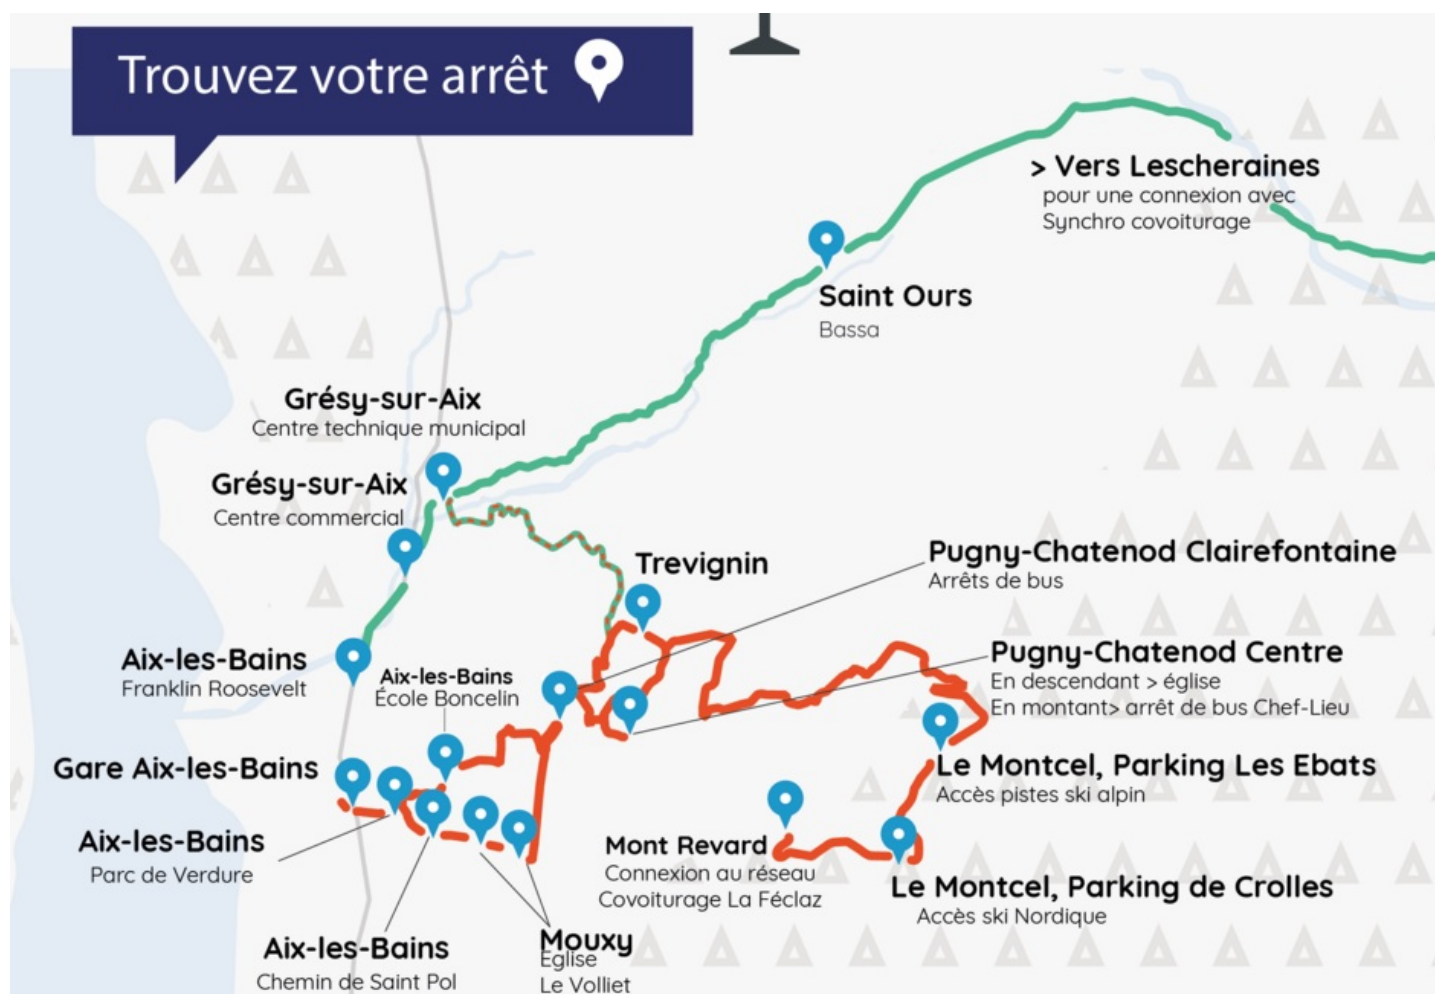 Trouvez votre arrêt
> Vers Lescheraines
pour une connexion avec
Synchro covoiturage
Saint Ours
Bassa
Grésy-sur-Aix
Centre technique municipal
Grésy-sur-Aix
Centre commercial
Trevignin
Pugny-Chatenod Clairefontaine
Arrêts de bus
Aix-les-Bains
Franklin Roosevelt
Aix-les-Bains
École Boncelin
Pugny-Chatenod Centre
En descendant > église
En montant> arrêt de bus Chef-Lieu
Gare Aix-les-Bains
Le Montcel, Parking Les Ebats
Accès pistes ski alpin
Aix-les-Bains
Parc de Verdure
Mont Revard
Connexion au réseau
Covoiturage La Féclaz
Le Montcel, Parking de Crolles
Accès ski Nordique
Aix-les-Bains
Chemin de Saint Pol
Mouxy
Eglise
Le Volliet